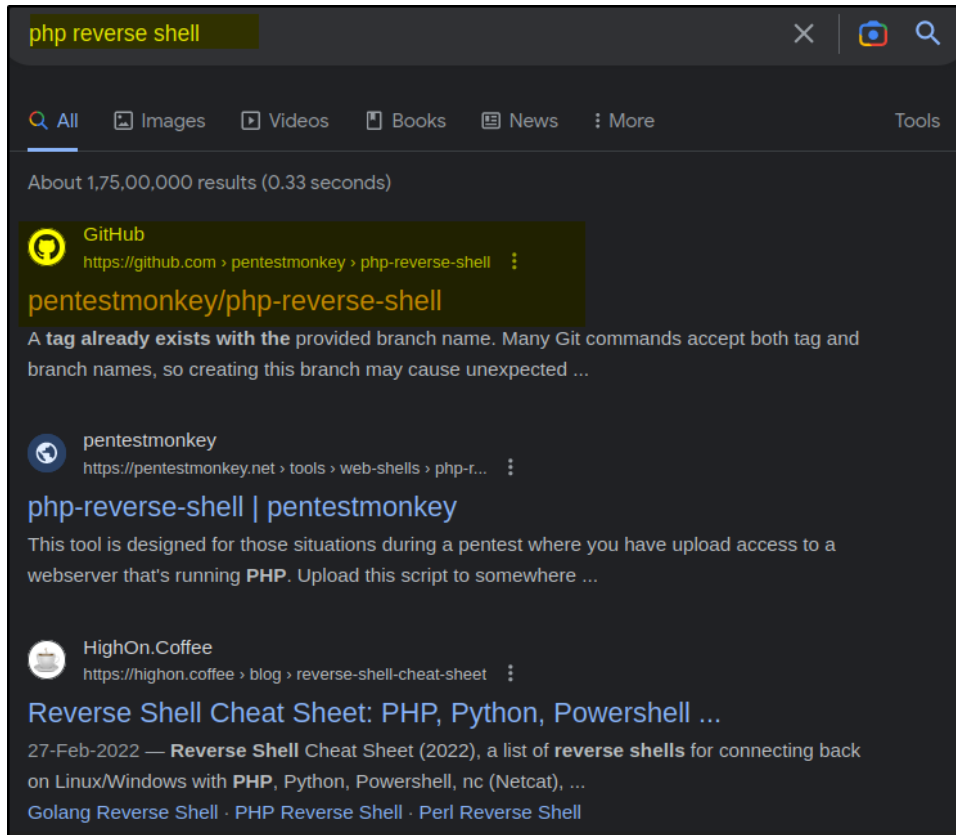 php reverse shell
All Images Videos Books News More Tools
About 1,75,00,000 results (0.33 seconds)
GitHub
https://github.com › pentestmonkey › php-reverse-shell
pentestmonkey/php-reverse-shell
A tag already exists with the provided branch name. Many Git commands accept both tag and
branch names, so creating this branch may cause unexpected ...
pentestmonkey
https://pentestmonkey.net › tools › web-shells › php-r...
php-reverse-shell | pentestmonkey
This tool is designed for those situations during a pentest where you have upload access to a
webserver that's running PHP. Upload this script to somewhere ...
HighOn.Coffee
https://highon.coffee › blog › reverse-shell-cheat-sheet
Reverse Shell Cheat Sheet: PHP, Python, Powershell ...
27-Feb-2022 — Reverse Shell Cheat Sheet (2022), a list of reverse shells for connecting back
on Linux/Windows with PHP, Python, Powershell, nc (Netcat), ...
Golang Reverse Shell · PHP Reverse Shell · Perl Reverse Shell